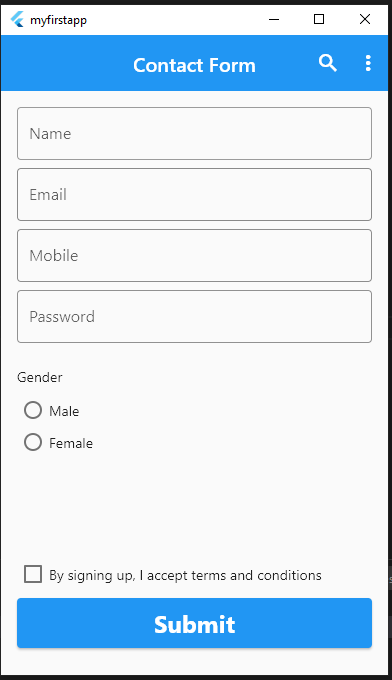 myfirstapp
Contact Form
Name
Email
Mobile
Password
Gender
Male
Female
By signing up, I accept terms and conditions
Submit